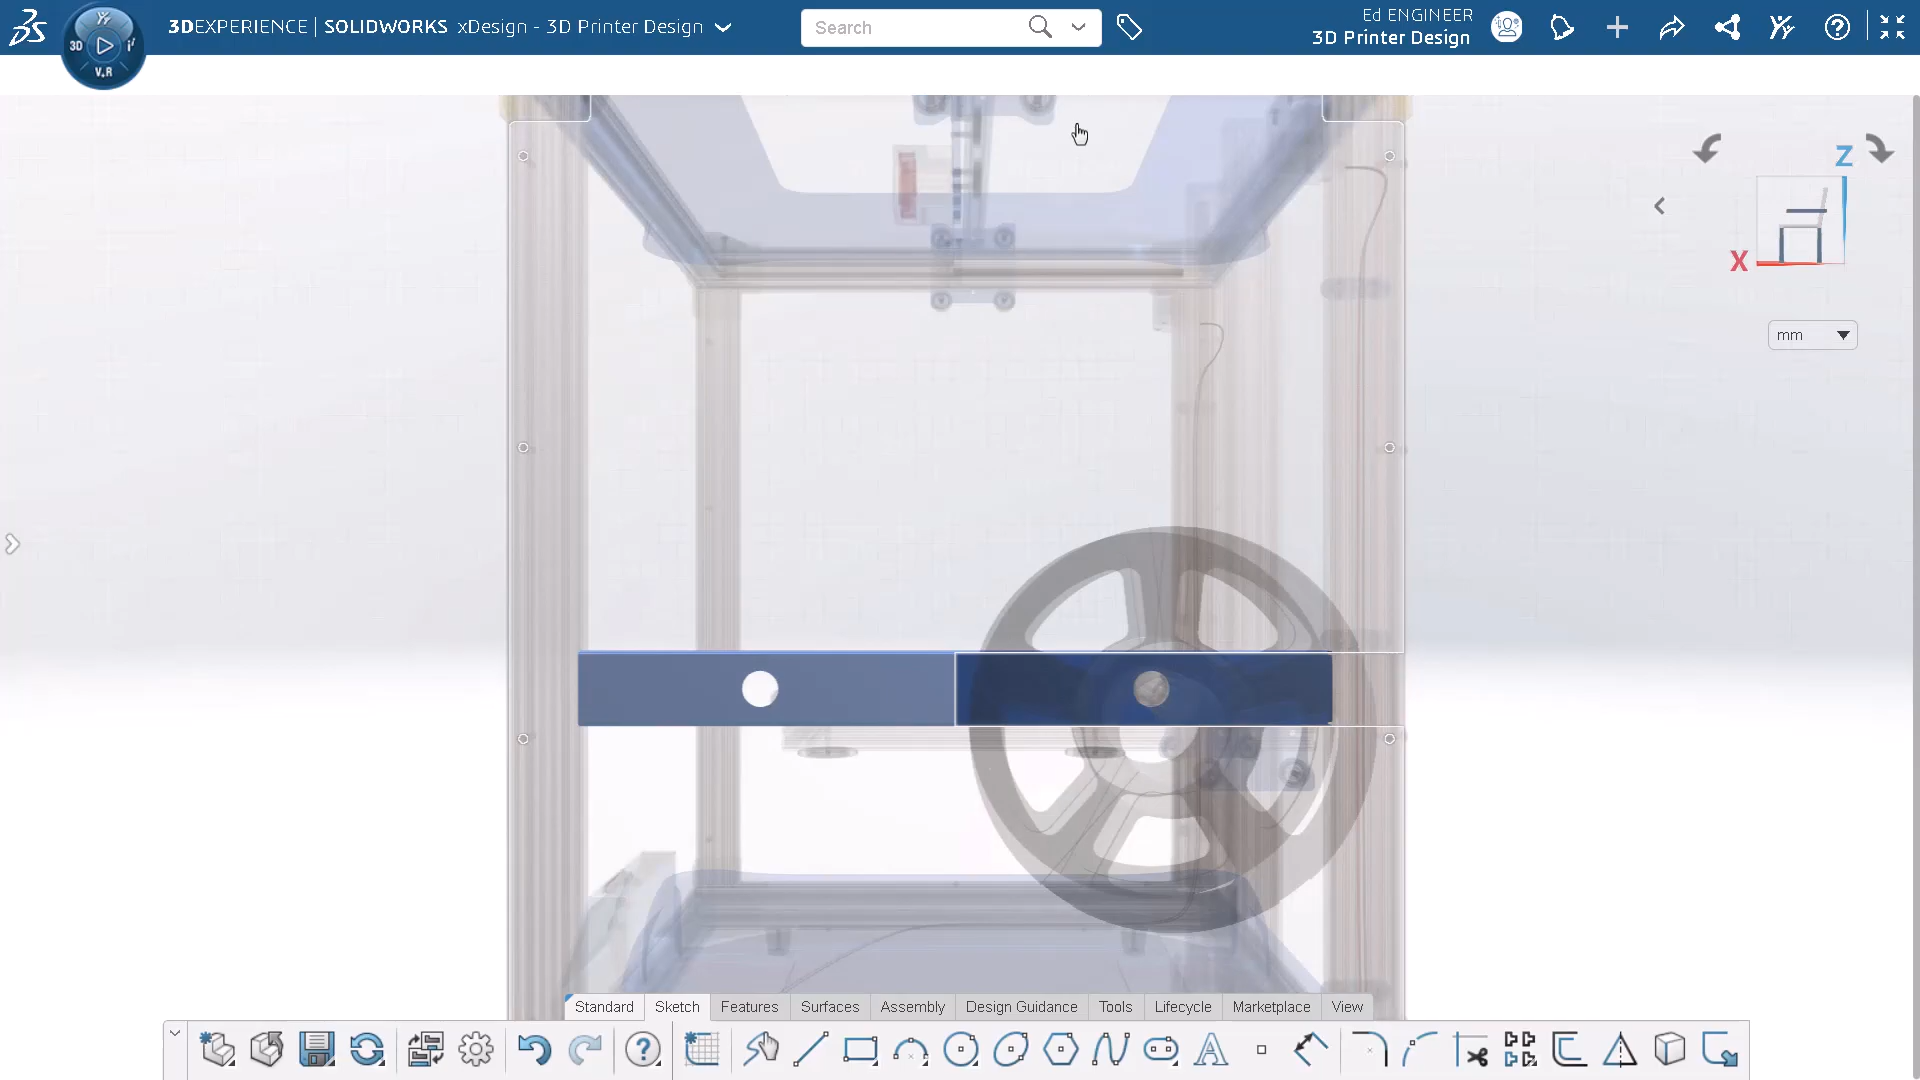 3DEXPERIENCE | SOLIDWORKS xDesign - 3D Printer Design
Search
Ed ENGINEER
3D Printer Design
3D
V.R
Z
X
mm
Standard
Sketch
Features
Surfaces
Assembly
Design Guidance
Tools
Lifecycle
Marketplace
View